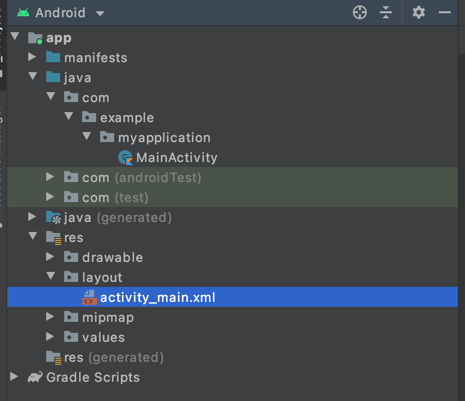 Android
app
manifests
java
com
example
myapplication
MainActivity
com (androidTest)
com (test)
java (generated)
res
drawable
layout
activity_main.xml
mipmap
values
res (generated)
Gradle Scripts